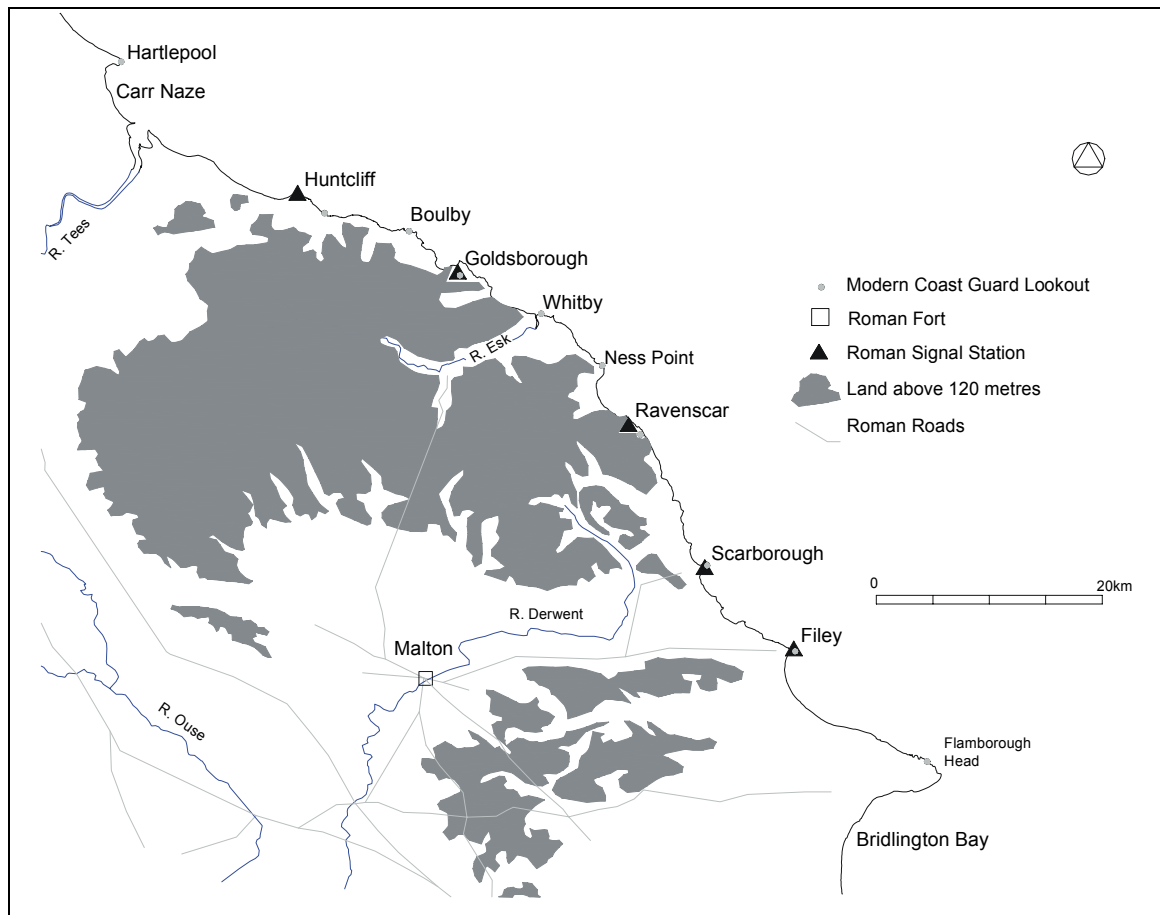 Hartlepool
Carr Naze
Huntcliff
R. Tees
Boulby
Goldsborough
Whitby
R. Esk
Ness Point
Ravenscar
Modern Coast Guard Lookout
Roman Fort
Roman Signal Station
Land above 120 metres
Roman Roads
Scarborough
0
20km
R. Derwent
Filey
Malton
R. Ouse
Flamborough
Head
Bridlington Bay